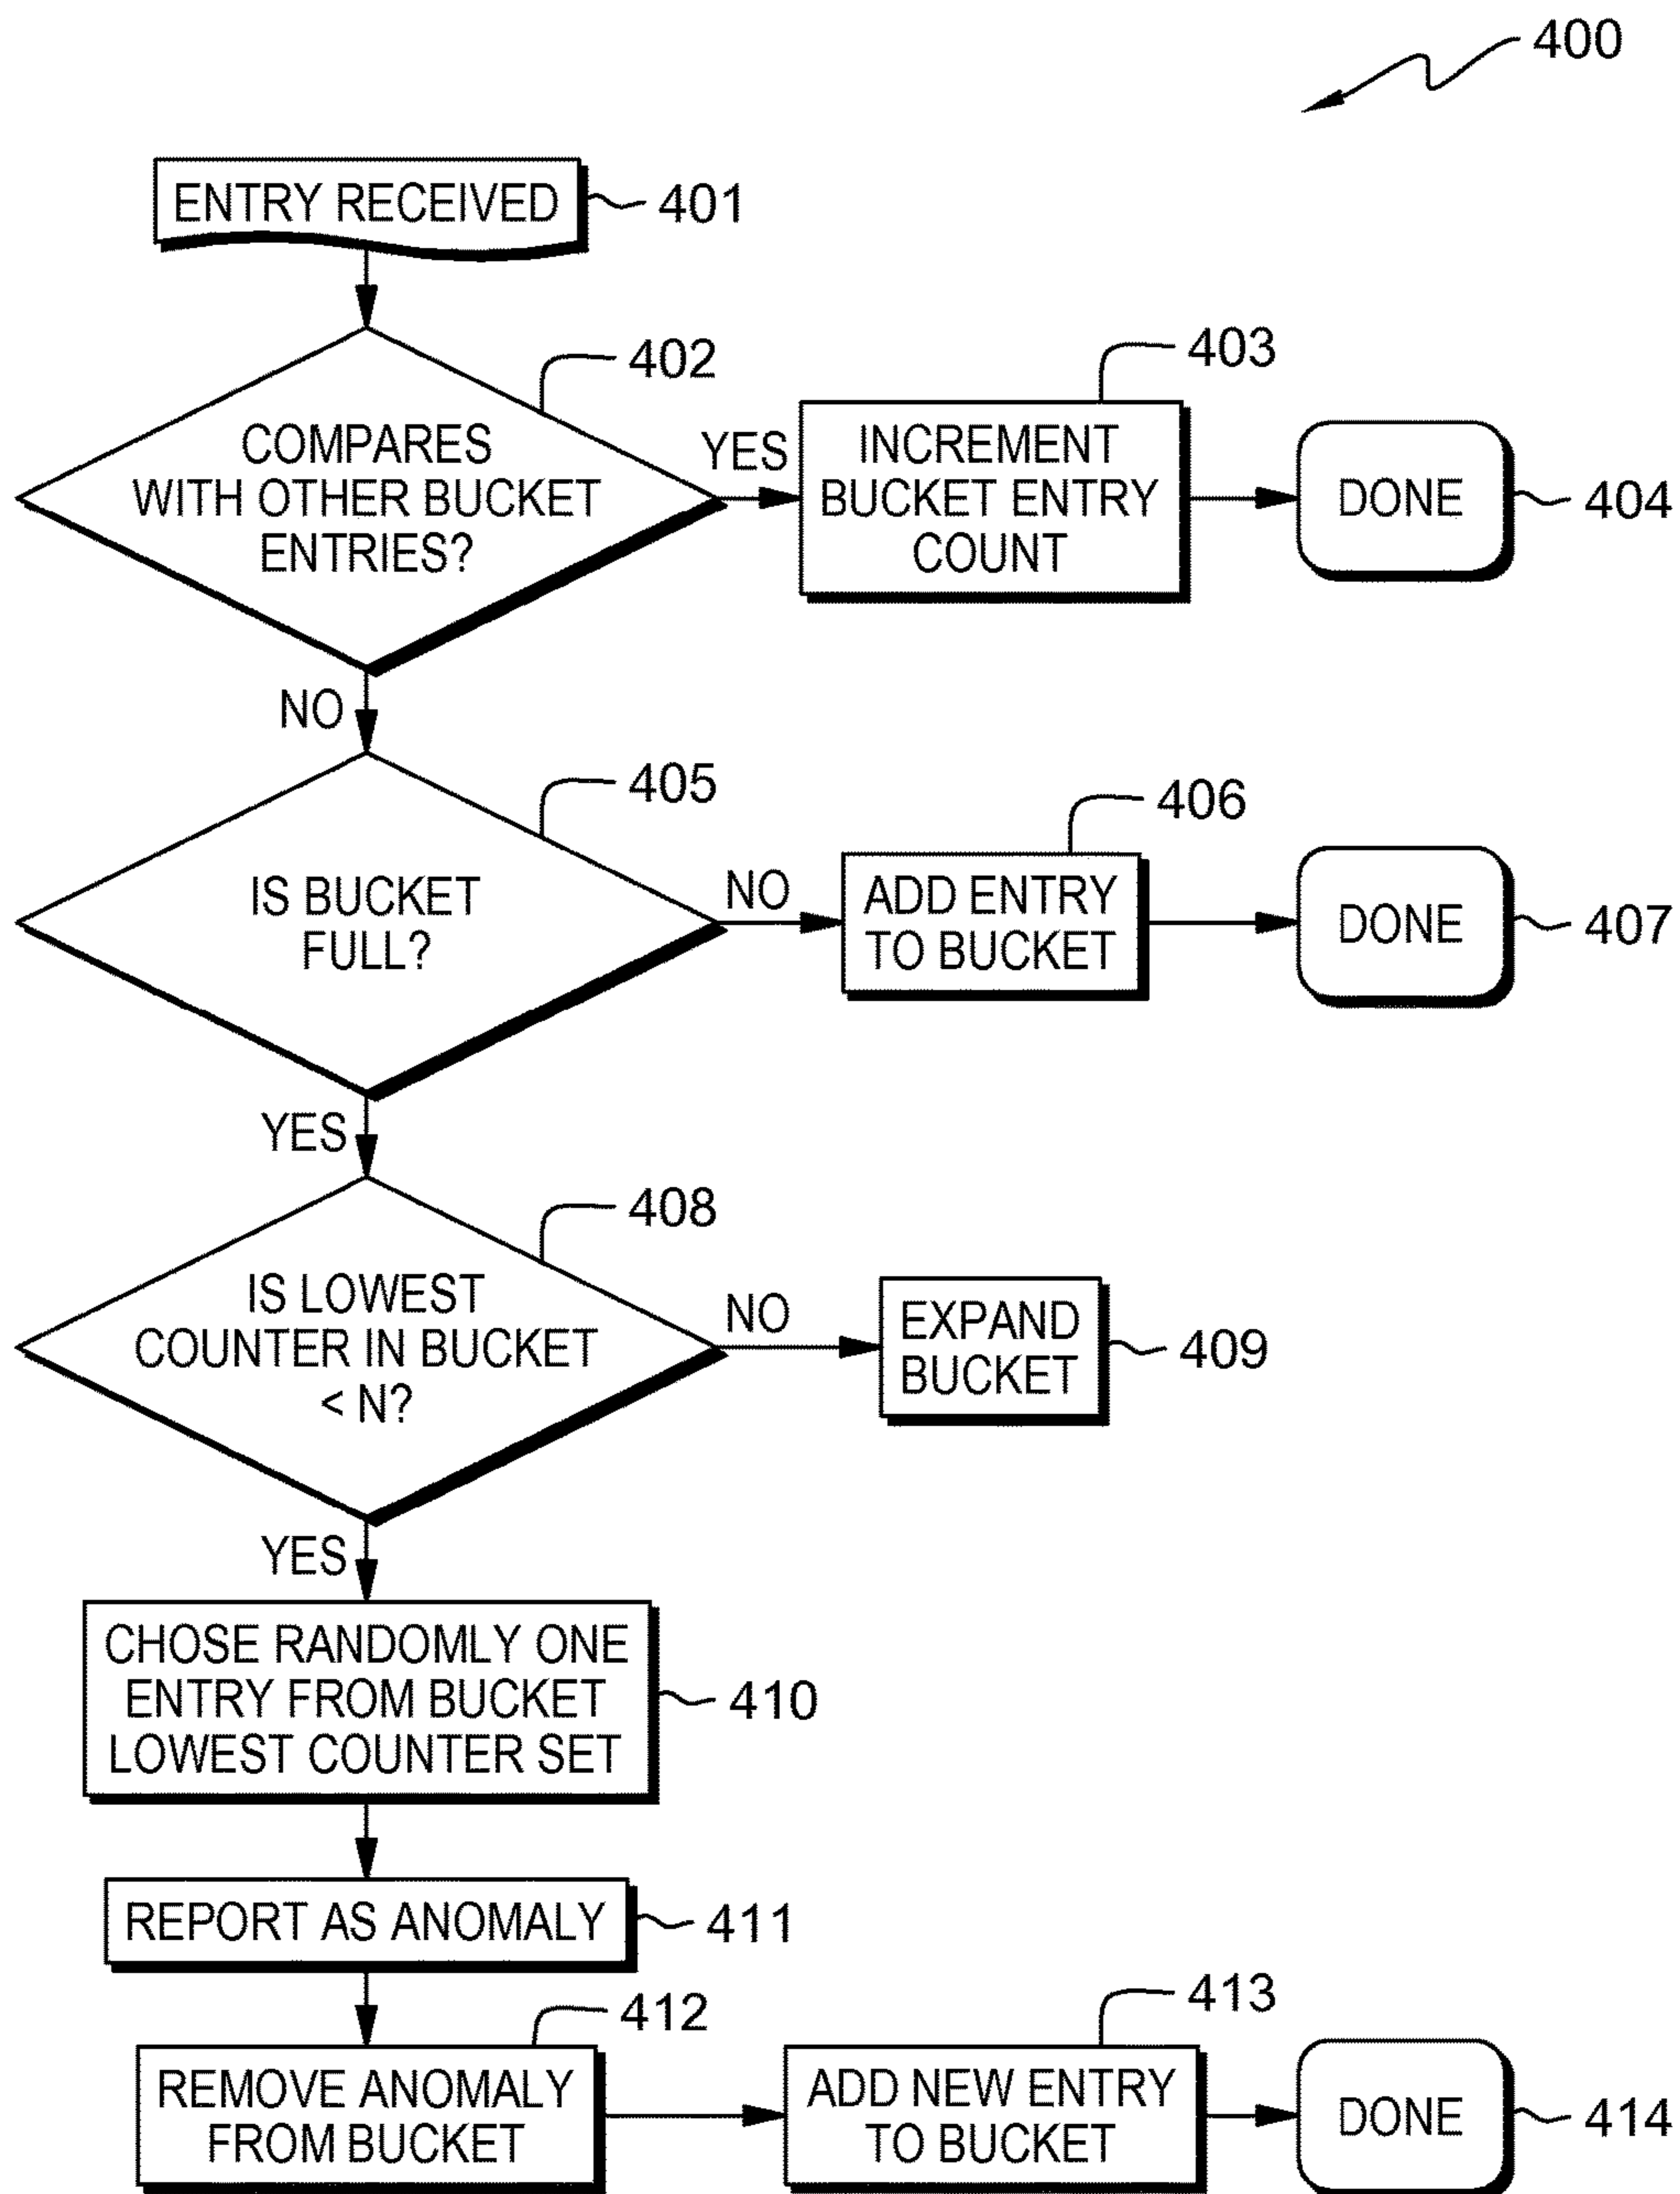 400
ENTRY RECEIVED
401
COMPARES
WITH OTHER BUCKET
ENTRIES?
402
YES
INCREMENT
BUCKET ENTRY
COUNT
403
DONE
404
NO
IS BUCKET
FULL?
405
NO
ADD ENTRY
TO BUCKET
406
DONE
407
YES
IS LOWEST
COUNTER IN BUCKET
< N?
408
NO
EXPAND
BUCKET
409
YES
CHOSE RANDOMLY ONE
ENTRY FROM BUCKET
LOWEST COUNTER SET
410
REPORT AS ANOMALY
411
REMOVE ANOMALY
FROM BUCKET
412
ADD NEW ENTRY
TO BUCKET
413
DONE
414